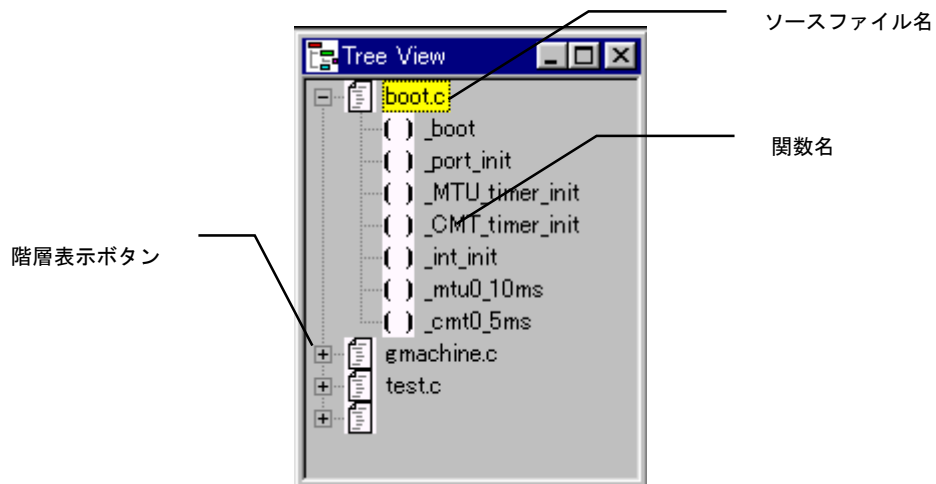 ソースファイル名
Tree View
boot.c
_boot
_port_init
関数名
_MTU_timer_init
_CMT_timer_init
階層表示ボタン
_int_init
_mtu0_10ms
_cmt0_5ms
gmachine.c
test.c